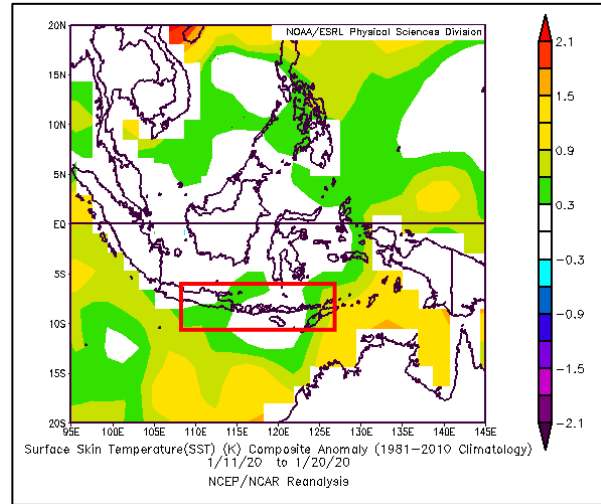 NOAA/ESRL Physical Sciences Division
20N
15N
10N
5N
EQ
5S
10S
15S
20S
95E 100E 105E 110E 115E 120E 125E 130E 135E 140E 145E
2.1
1.5
0.9
0.3
-0.3
-0.9
-1.5
-2.1
Surface Skin Temperature(SST) (K) Composite Anomaly (1981-2010 Climatology)
1/11/20 to 1/20/20
NCEP/NCAR Reanalysis